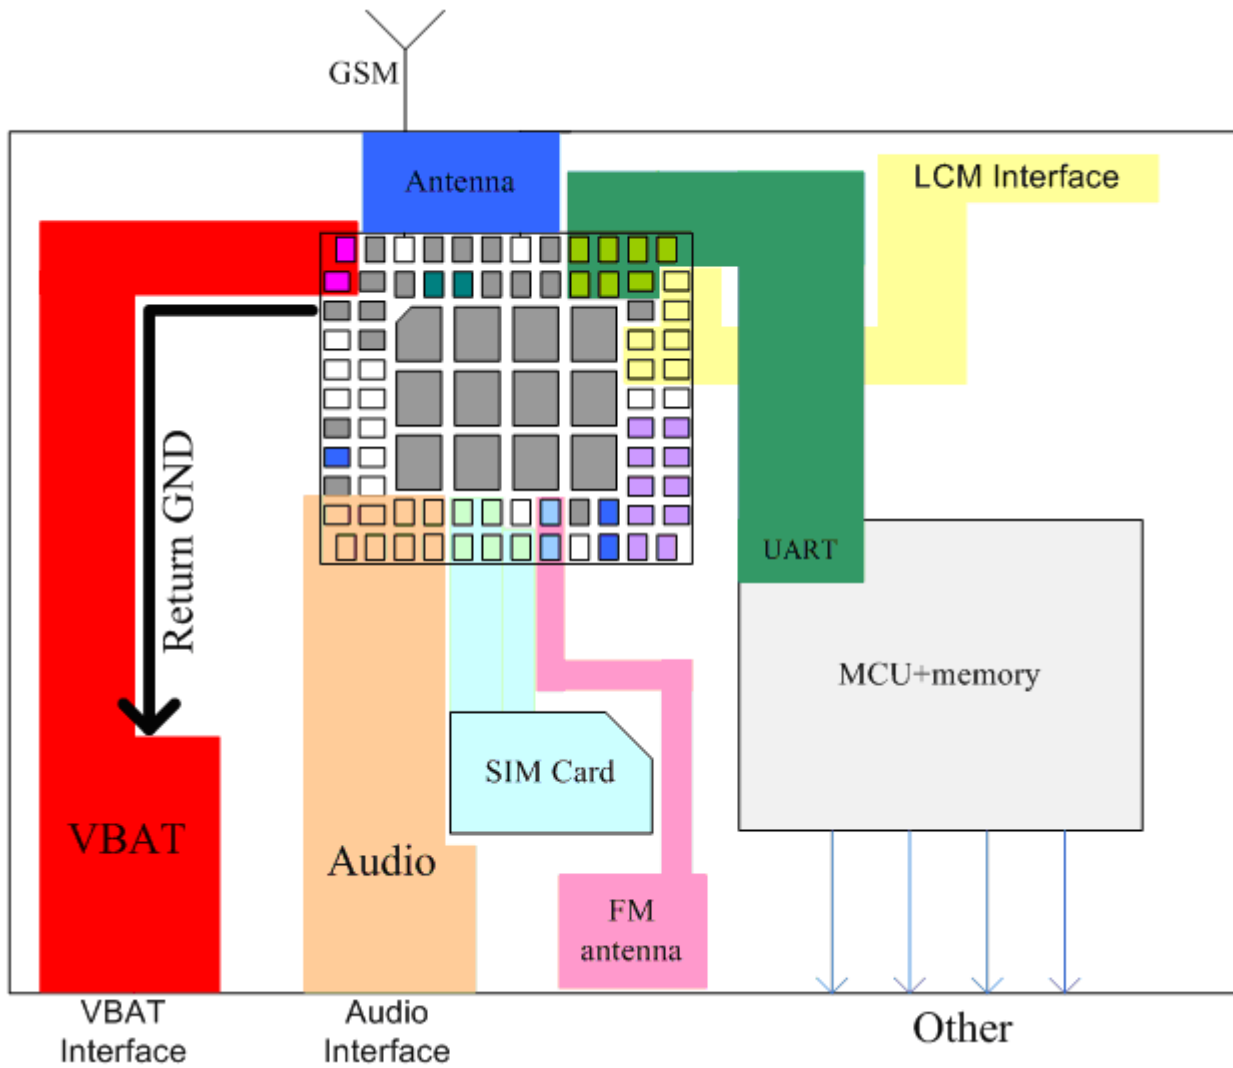 GSM
Antenna
LCM Interface
Return GND
UART
MCU+memory
SIM Card
VBAT
Audio
FM
antenna
VBAT
Interface
Audio
Interface
Other